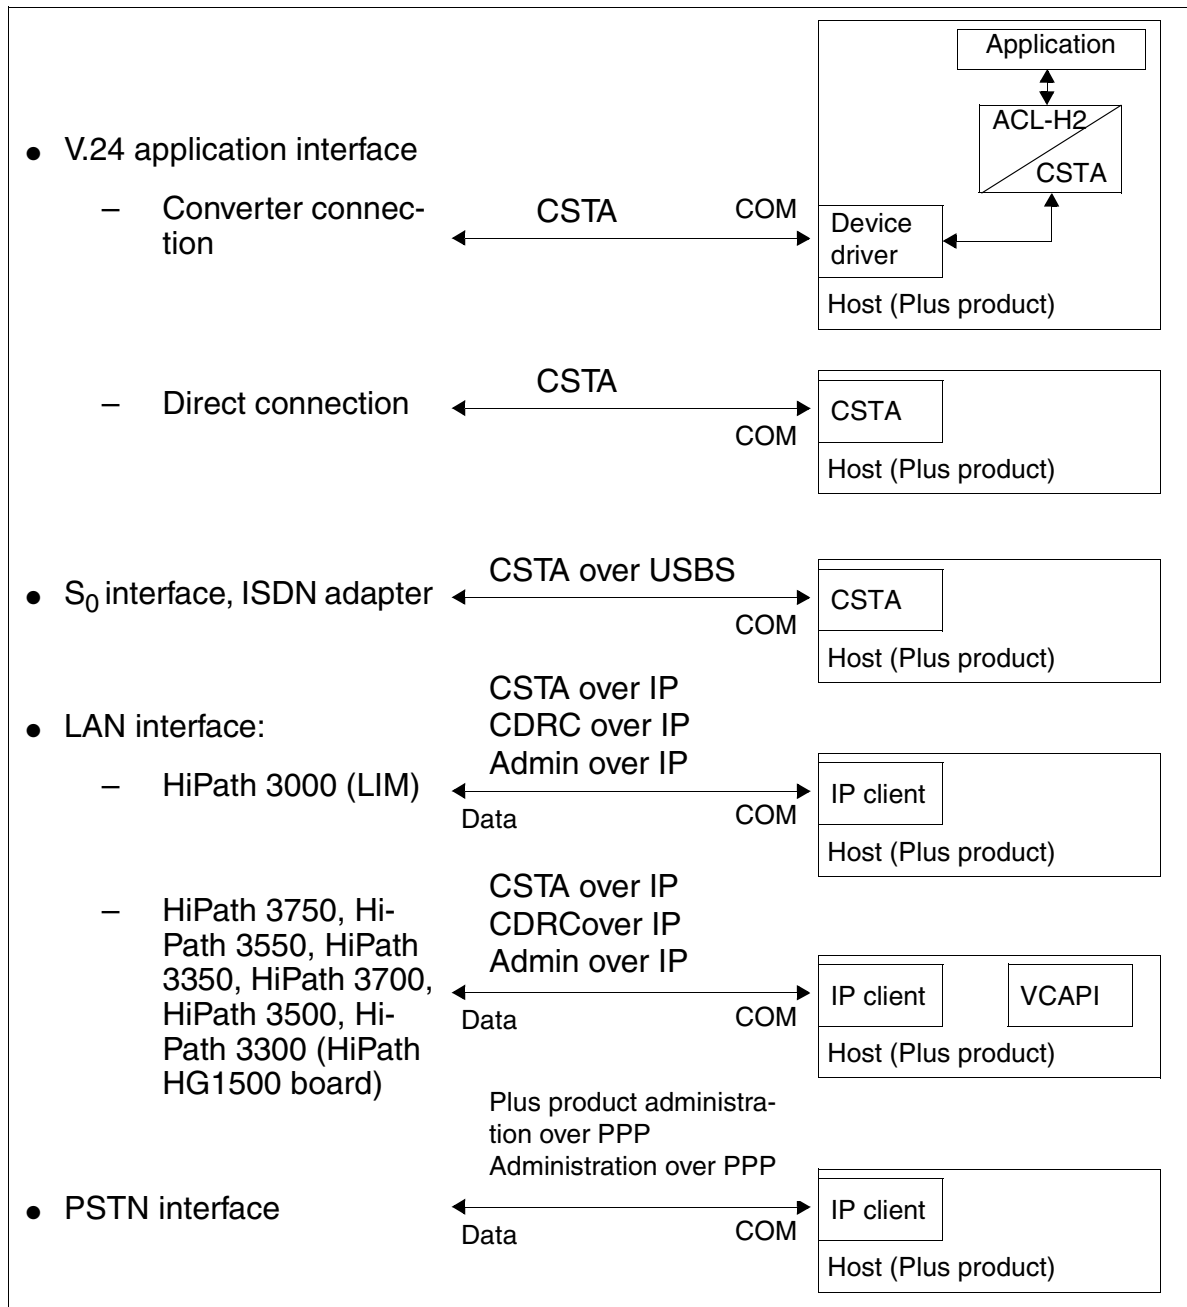 Application
ACL-H2
CSTA
● V.24 application interface
– Converter connec-
tion
CSTA
COM
Device
driver
Host (Plus product)
– Direct connection
CSTA
COM
CSTA
Host (Plus product)
● S0 interface, ISDN adapter
CSTA over USBS
COM
CSTA
Host (Plus product)
● LAN interface:
CSTA over IP
CDRC over IP
Admin over IP
– HiPath 3000 (LIM)
Data
COM
IP client
Host (Plus product)
– HiPath 3750, Hi-
Path 3550, HiPath
3350, HiPath 3700,
HiPath 3500, Hi-
Path 3300 (HiPath
HG1500 board)
CSTA over IP
CDRCover IP
Admin over IP
Data
COM
IP client
VCAPI
Host (Plus product)
Plus product administra-
tion over PPP
Administration over PPP
● PSTN interface
Data
COM
IP client
Host (Plus product)